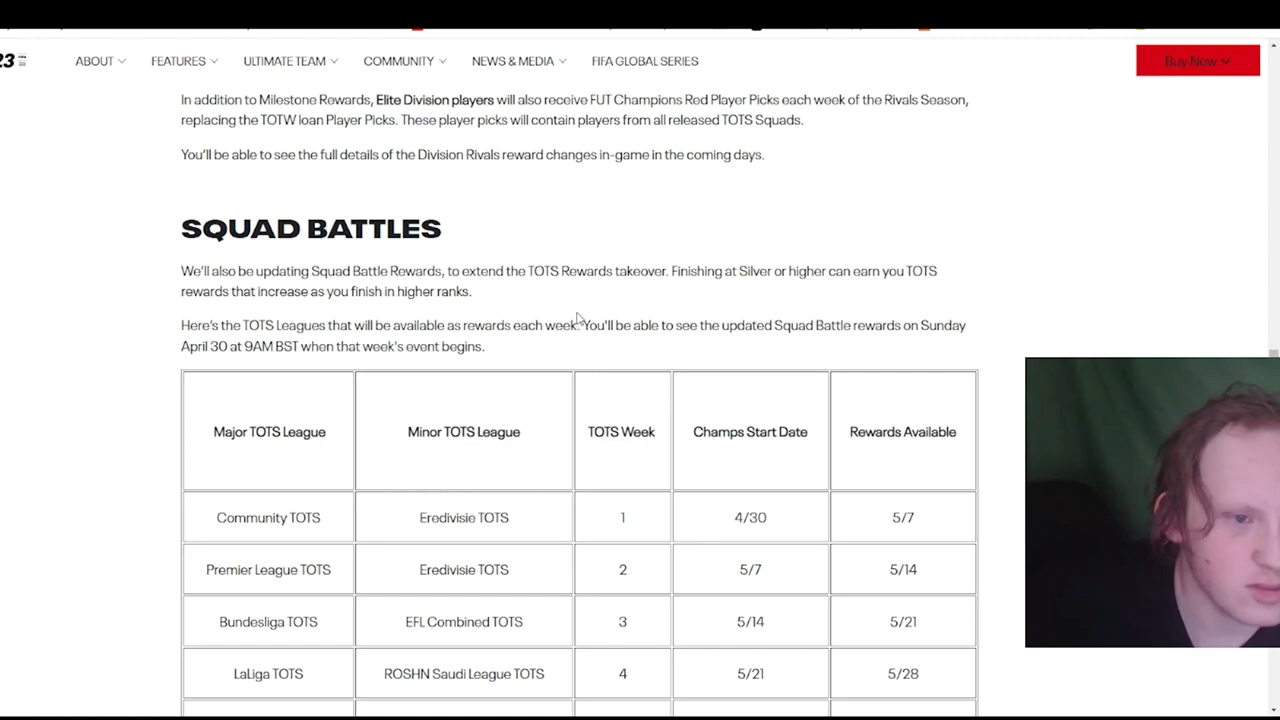 23
ABOUT FEATURES ULTIMATE TEAM COMMUNITY NEWS & MEDIA FIFA GLOBAL SERIES Buy Now
In addition to Milestone Rewards, Elite Division players will also receive FUT Champions Red Player Picks each week of the Rivals Season,
replacing the TOTW loan Player Picks. These player picks will contain players from all released TOTS Squads.
You'll be able to see the full details of the Division Rivals reward changes in-game in the coming days.
SQUAD BATTLES
We'll also be updating Squad Battle Rewards, to extend the TOTS Rewards takeover. Finishing at Silver or higher can earn you TOTS
rewards that increase as you finish in higher ranks.
Here's the TOTS Leagues that will be available as rewards each week. You'll be able to see the updated Squad Battle rewards on Sunday
April 30 at 9AM BST when that week's event begins.
Major TOTS League Minor TOTS League TOTS Week Champs Start Date Rewards Available
Community TOTS Eredivisie TOTS 1 4/30 5/7
Premier League TOTS Eredivisie TOTS 2 5/7 5/14
Bundesliga TOTS EFL Combined TOTS 3 5/14 5/21
LaLiga TOTS ROSHN Saudi League TOTS 4 5/21 5/28